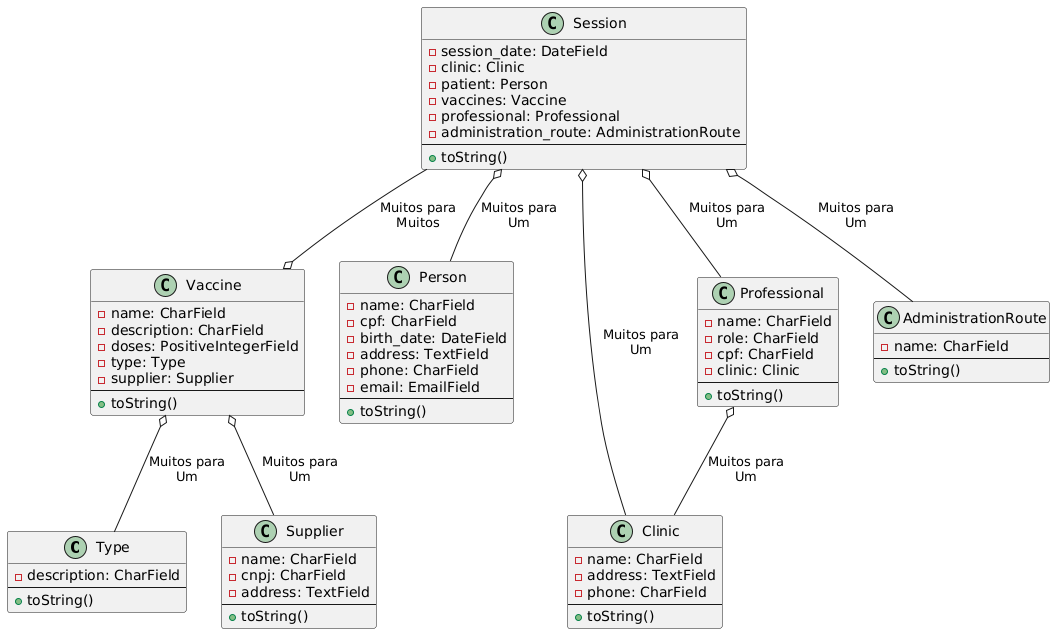 C Session
session_date: DateField
clinic: Clinic
patient: Person
vaccines: Vaccine
professional: Professional
administration_route: AdministrationRoute
toString()
Muitos para
Muitos
Muitos para
Um
Muitos para
Um
Muitos para
Um
C Vaccine
name: CharField
description: CharField
doses: PositiveIntegerField
type: Type
supplier: Supplier
toString()
C Person
name: CharField
cpf: CharField
birth_date: DateField
address: TextField
phone: CharField
email: EmailField
toString()
Muitos para
Um
C Professional
name: CharField
role: CharField
cpf: CharField
clinic: Clinic
toString()
C AdministrationRoute
name: CharField
toString()
Muitos para
Um
Muitos para
Um
Muitos para
Um
C Type
description: CharField
toString()
C Supplier
name: CharField
cnpj: CharField
address: TextField
toString()
C Clinic
name: CharField
address: TextField
phone: CharField
toString()